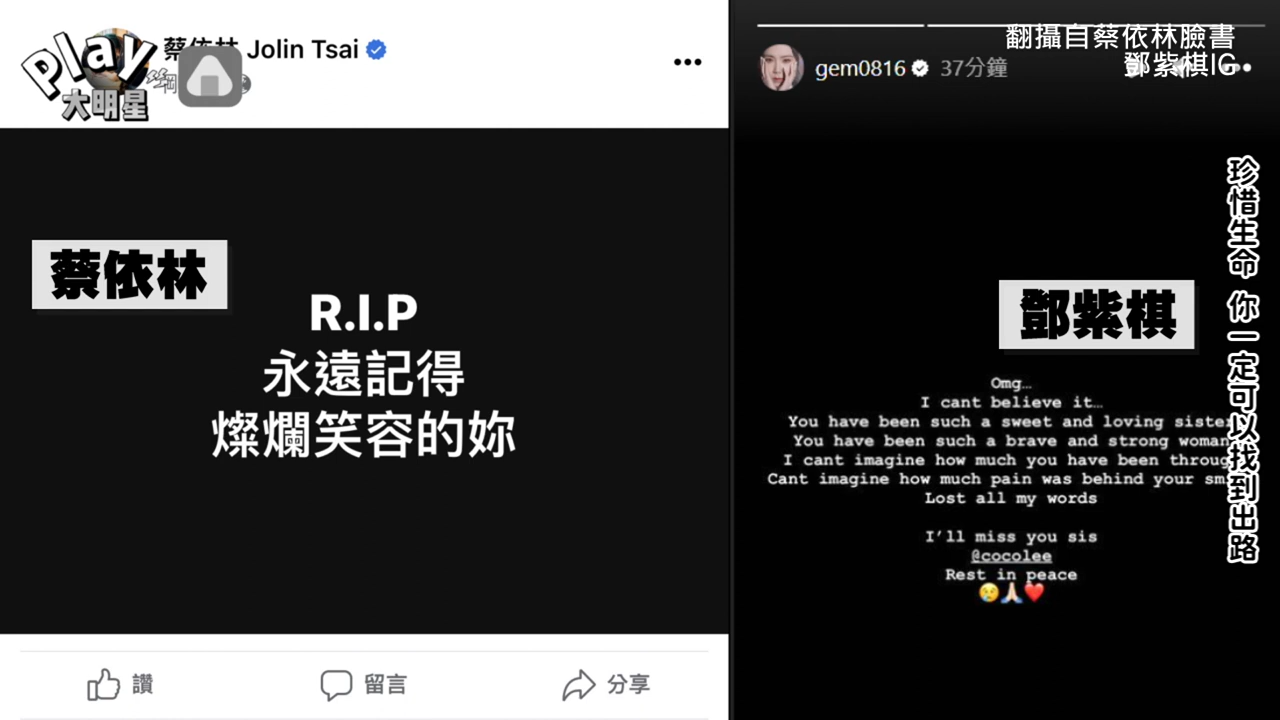 Play
大明星
蔡依林 Jolin Tsai
蔡依林
R.I.P
永遠記得
燦爛笑容的妳
讚
留言
分享
翻攝自蔡依林臉書
鄧紫棋IG
gem0816
37分鐘
鄧紫棋
Omg…
I cant believe it…
You have been such a sweet and loving sister
You have been such a brave and strong woman
I cant imagine how much you have been throug
Cant imagine how much pain was behind your sm
Lost all my words
I'll miss you sis
@cocolee
Rest in peace
😢🙏🏻❤️
珍惜生命 你一定可以找到出路